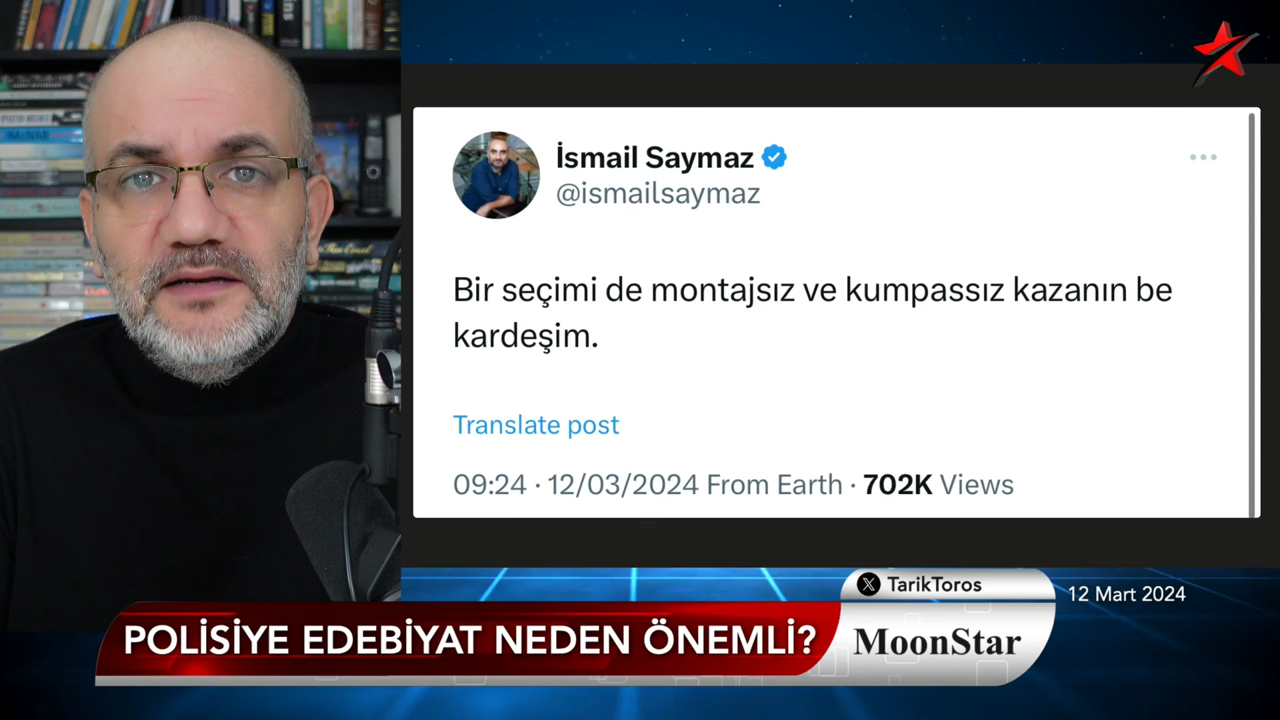 İsmail Saymaz
@ismailsaymaz
Bir seçimi de montajsız ve kumpassız kazanın be
kardeşim.
Translate post
09:24 · 12/03/2024 From Earth · 702K Views
TarikToros
12 Mart 2024
POLİSİYE EDEBİYAT NEDEN ÖNEMLİ?
MoonStar